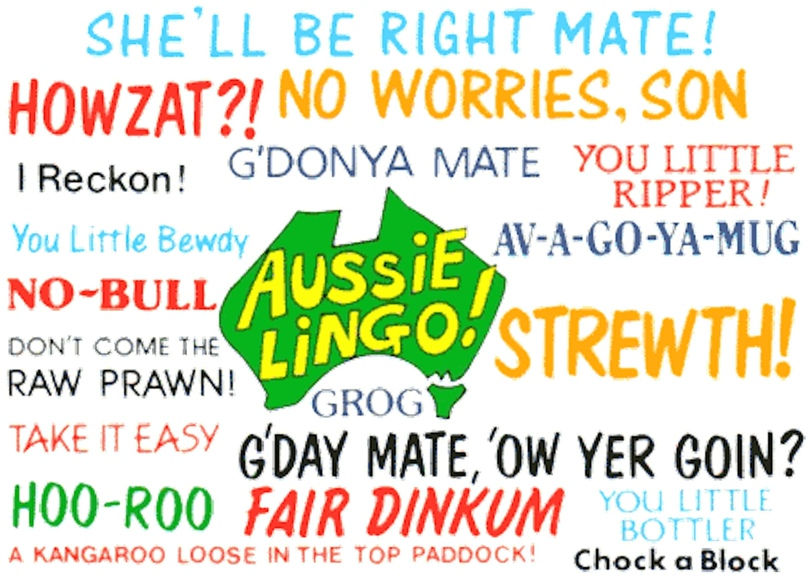 SHE'LL BE RIGHT MATE!
HOWZAT?! NO WORRIES, SON
I Reckon!
G'DONYA MATE
YOU LITTLE
RIPPER!
You Little Bewdy
AV-A-GO-YA-MUG
NO-BULL
AUSSiE
LiNGO!
STREWTH!
DON'T COME THE
RAW PRAWN!
GROG
TAKE IT EASY
G'DAY MATE, 'OW YER GOIN?
HOO-ROO
FAIR DINKUM
YOU LITTLE
BOTTLER
A KANGAROO LOOSE IN THE TOP PADDOCK!
Chock a Block